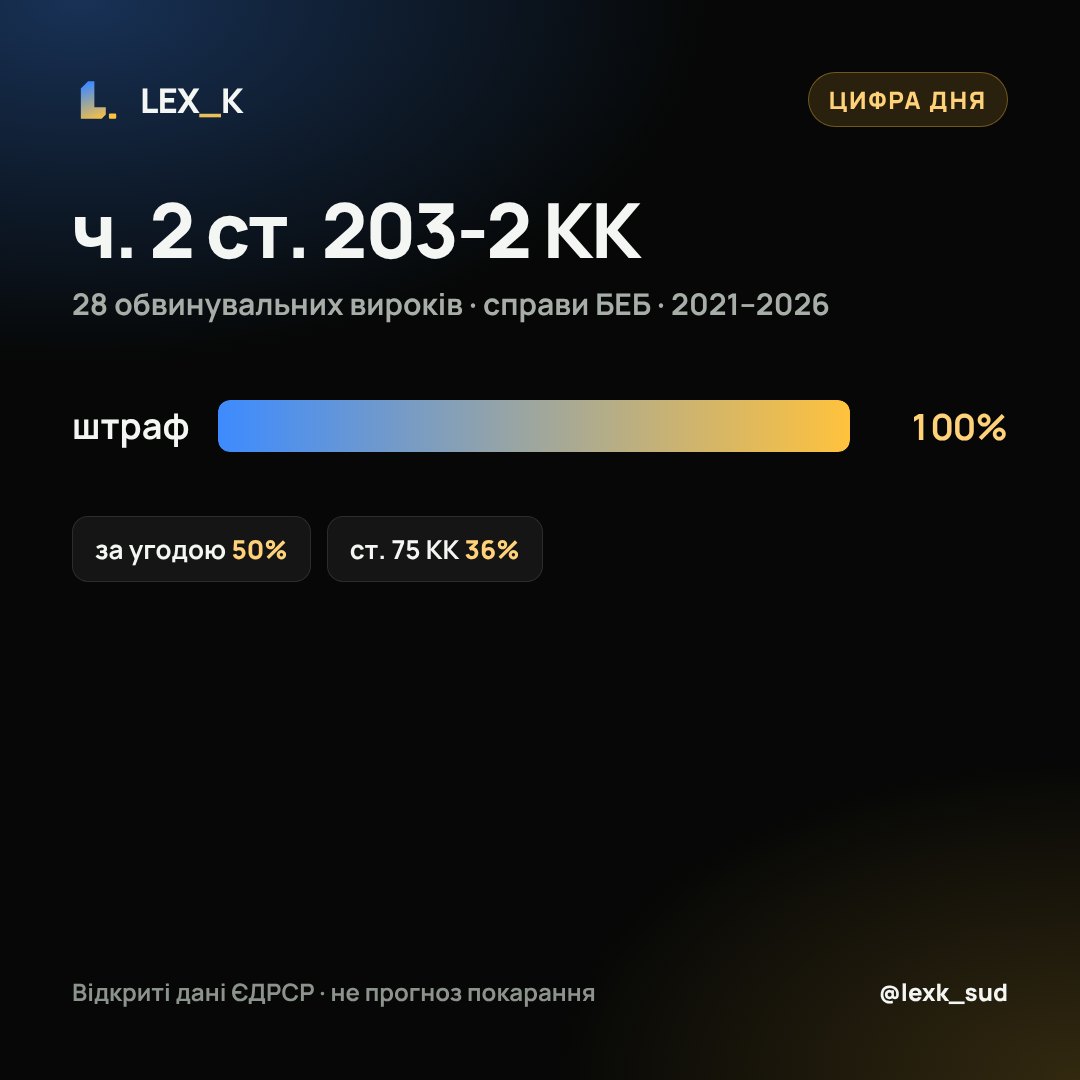 LEX_K
ЦИФРА ДНЯ
ч. 2 ст. 203-2 КК
28 обвинувальних вироків · справи БЕБ · 2021–2026
штраф 100%
за угодою 50% ст. 75 КК 36%
Відкриті дані ЄДРСР · не прогноз покарання
@lexk_sud